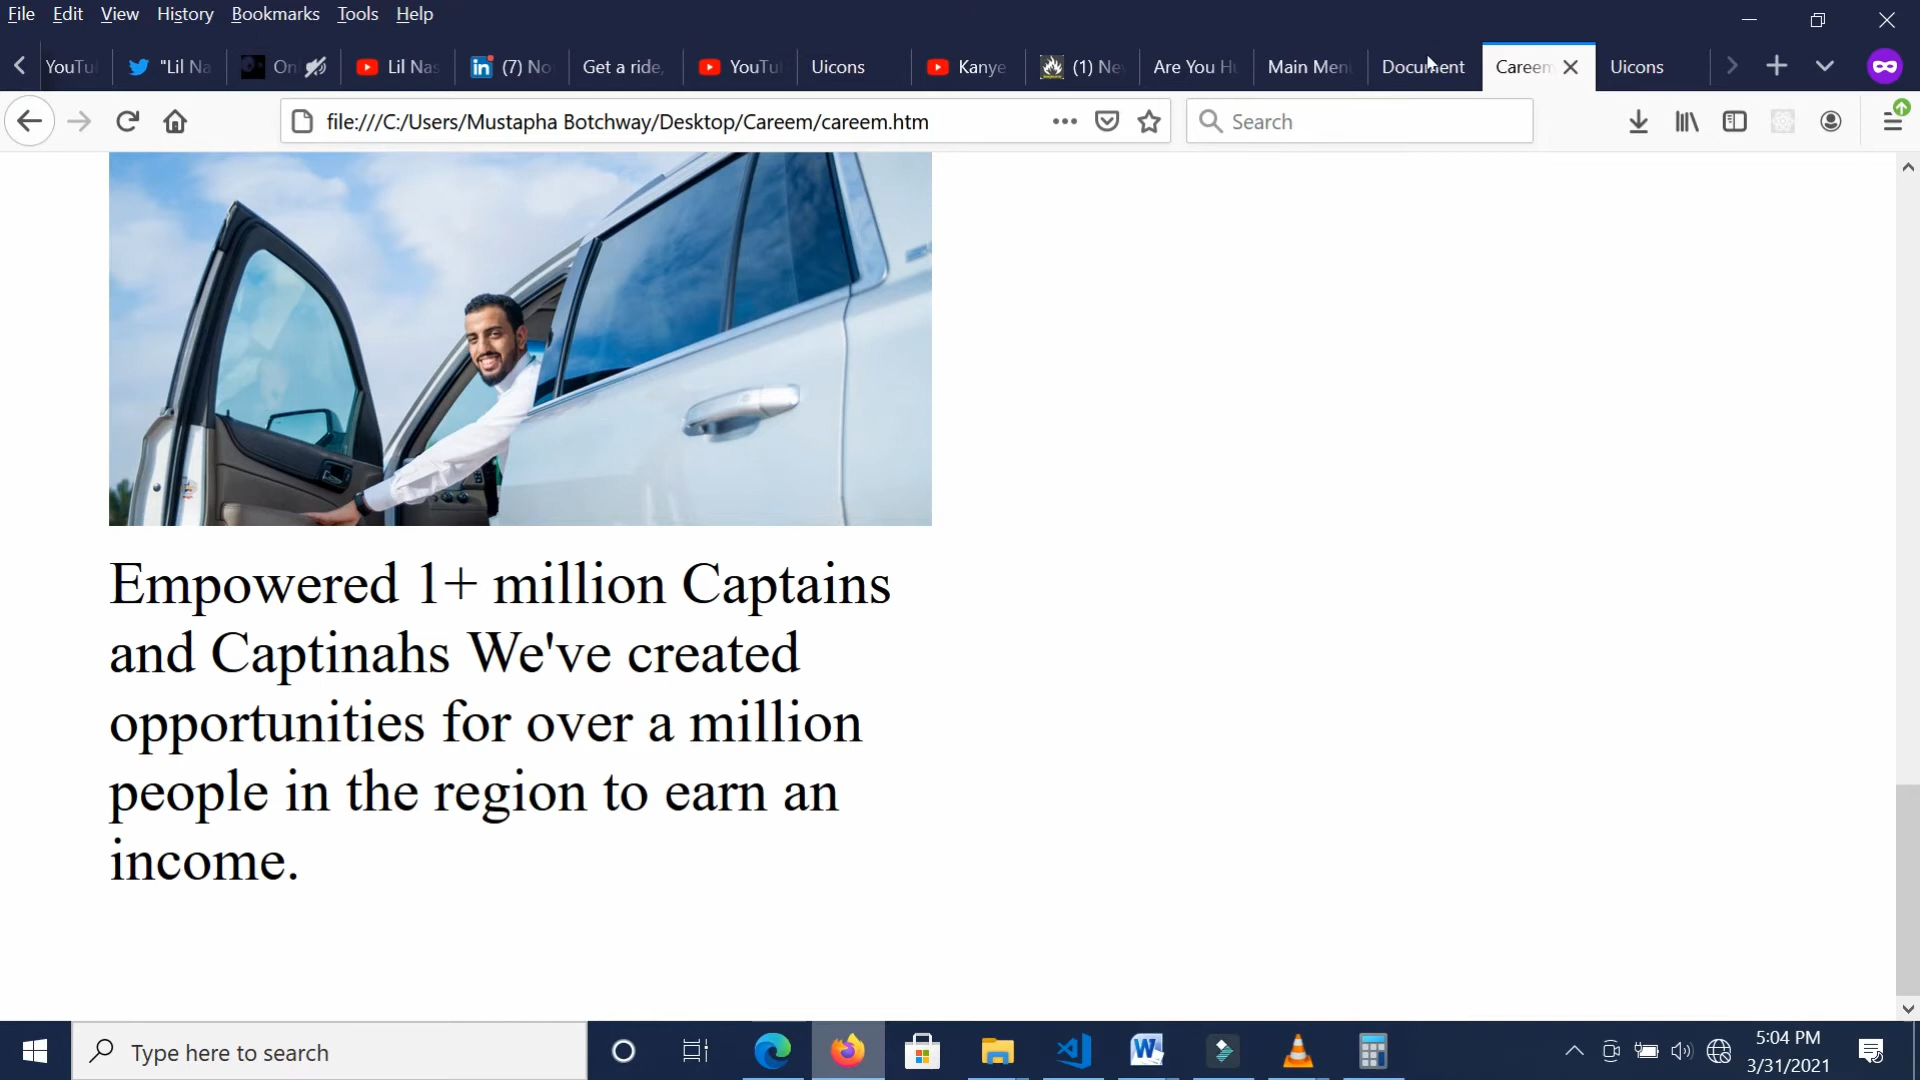 File Edit View History Bookmarks Tools Help
YouTu "Lil Na On Lil Nas (7) No Get a ride, YouTu Uicons Kanye (1) Ne Are You Hu Main Men Document Careem Uicons
file:///C:/Users/Mustapha Botchway/Desktop/Careem/careem.htm Search
Empowered 1+ million Captains
and Captinahs We've created
opportunities for over a million
people in the region to earn an
income.
Type here to search
5:04 PM
3/31/2021